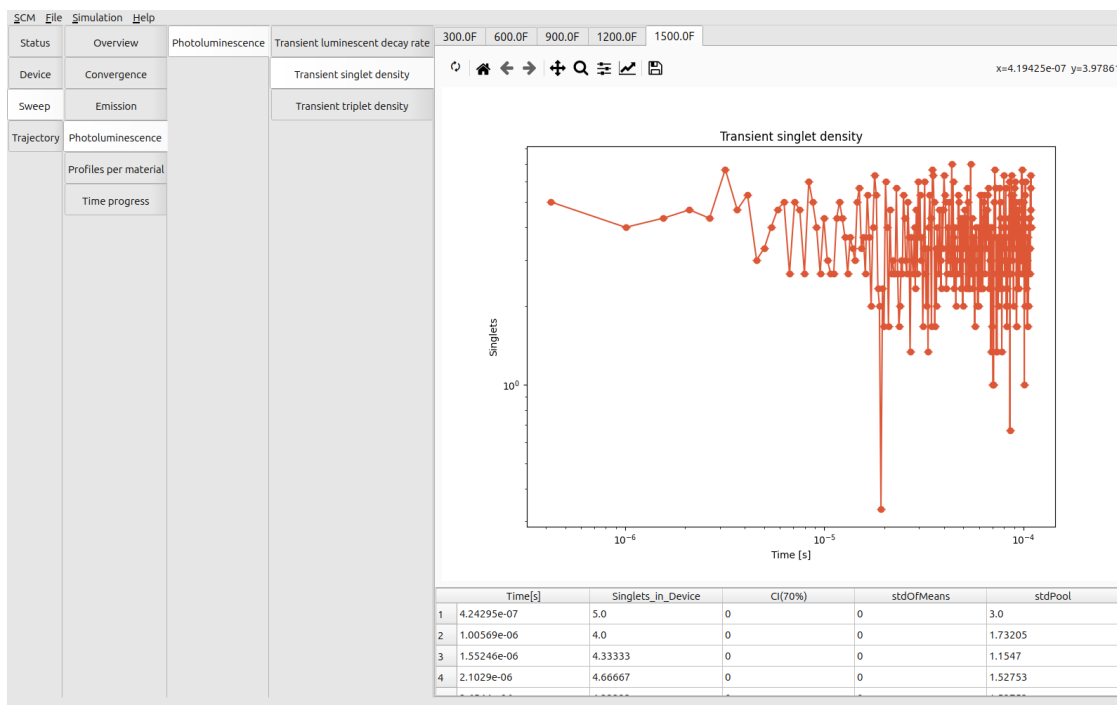 SCM File Simulation Help
Status
Device
Sweep
Trajectory
Overview
Convergence
Emission
Photoluminescence
Profiles per material
Time progress
Photoluminescence
Transient luminescent decay rate
Transient singlet density
Transient triplet density
300.0F 600.0F 900.0F 1200.0F 1500.0F
x=4.19425e-07 y=3.97861
Transient singlet density
Singlets
10⁰
10⁻⁶ 10⁻⁵ 10⁻⁴
Time [s]
Time[s] Singlets_in_Device CI(70%) stdOfMeans stdPool
1 4.24295e-07 5.0 0 0 3.0
2 1.00569e-06 4.0 0 0 1.73205
3 1.55246e-06 4.33333 0 0 1.1547
4 2.1029e-06 4.66667 0 0 1.52753